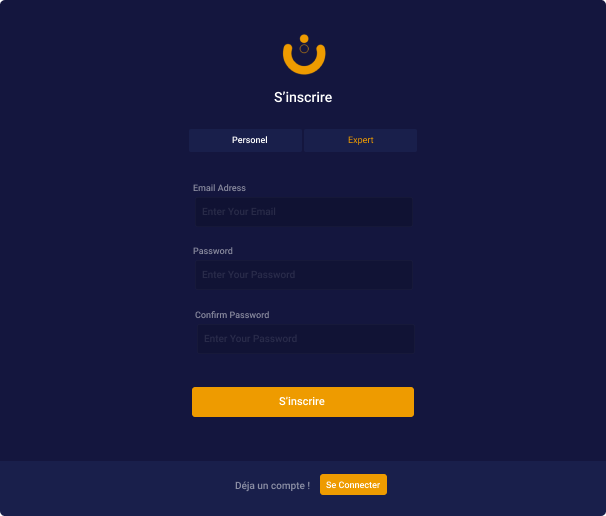 S'inscrire
Personel Expert
Email Adress
Enter Your Email
Password
Enter Your Password
Confirm Password
Enter Your Password
S'inscrire
Déja un compte ! Se Connecter